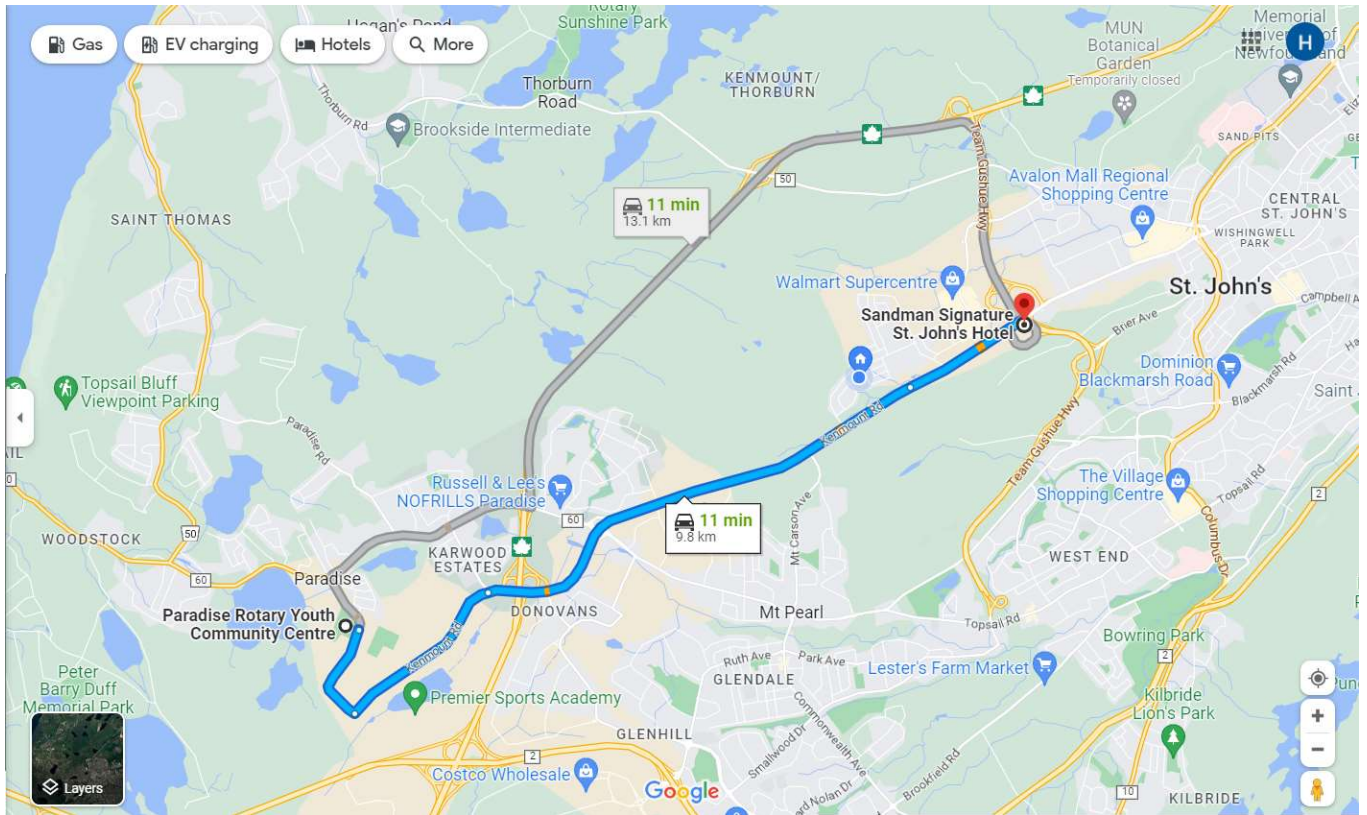 Gas
EV charging
Hotels
More
Hogan's Pond
Rotary
Sunshine Park
Memorial
University of
Newfoundland
H
MUN
Botanical
Garden
Temporarily closed
KENMOUNT/
THORBURN
Thorburn
Road
Thorburn Rd
Brookside Intermediate
SAND PITS
Team Gushue Hwy
50
Avalon Mall Regional
Shopping Centre
CENTRAL
ST. JOHN'S
WISHINGWELL
PARK
11 min
13.1 km
SAINT THOMAS
Walmart Supercentre
St. John's
Sandman Signature
St. John's Hotel
Brier Ave
Dominion
Blackmarsh Road
Blackmarsh Rd
Topsail Bluff
Viewpoint Parking
Paradise Rd
Kenmount Rd
Team Gushue Hwy
The Village
Shopping Centre
Topsail Rd
2
Russell & Lee's
NOFRILLS Paradise
60
11 min
9.8 km
Mt Carson Ave
Columbus Dr
WOODSTOCK
50
KARWOOD
ESTATES
WEST END
60
Paradise
DONOVANS
Mt Pearl
Topsail Rd
Paradise Rotary Youth
Community Centre
Kenmount Rd
Bowring Park
2
Ruth Ave
Park Ave
GLENDALE
Lester's Farm Market
Peter
Barry Duff
Memorial Park
Premier Sports Academy
Commonwealth Ave
Kilbride
Lion's Park
GLENHILL
Smallwood Dr
Brookfield Rd
2
Costco Wholesale
Google
10
KILBRIDE
Layers